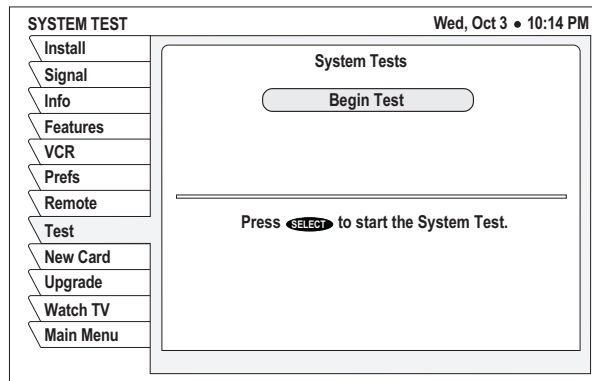 SYSTEM TEST
Wed, Oct 3 ● 10:14 PM
Install
Signal
Info
Features
VCR
Prefs
Remote
Test
New Card
Upgrade
Watch TV
Main Menu
System Tests
Begin Test
Press SELECT to start the System Test.